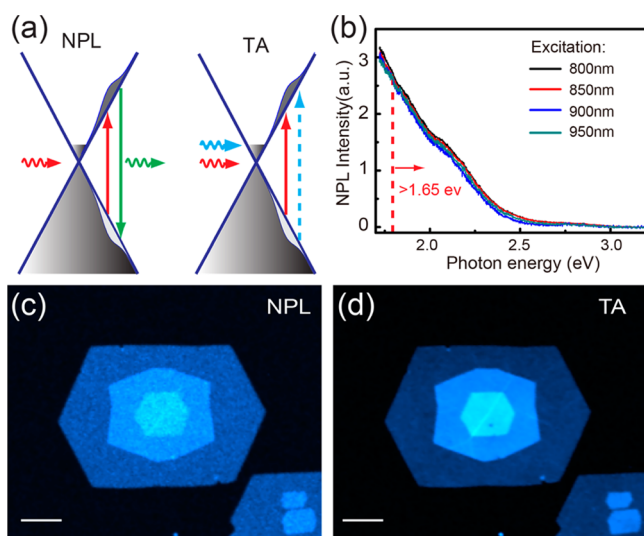 (a)
NPL
TA
(b)
NPL Intensity(a.u.)
3
2
1
0
Excitation:
800nm
850nm
900nm
950nm
>1.65 ev
2.0
2.5
3.0
Photon energy (eV)
(c)
NPL
(d)
TA